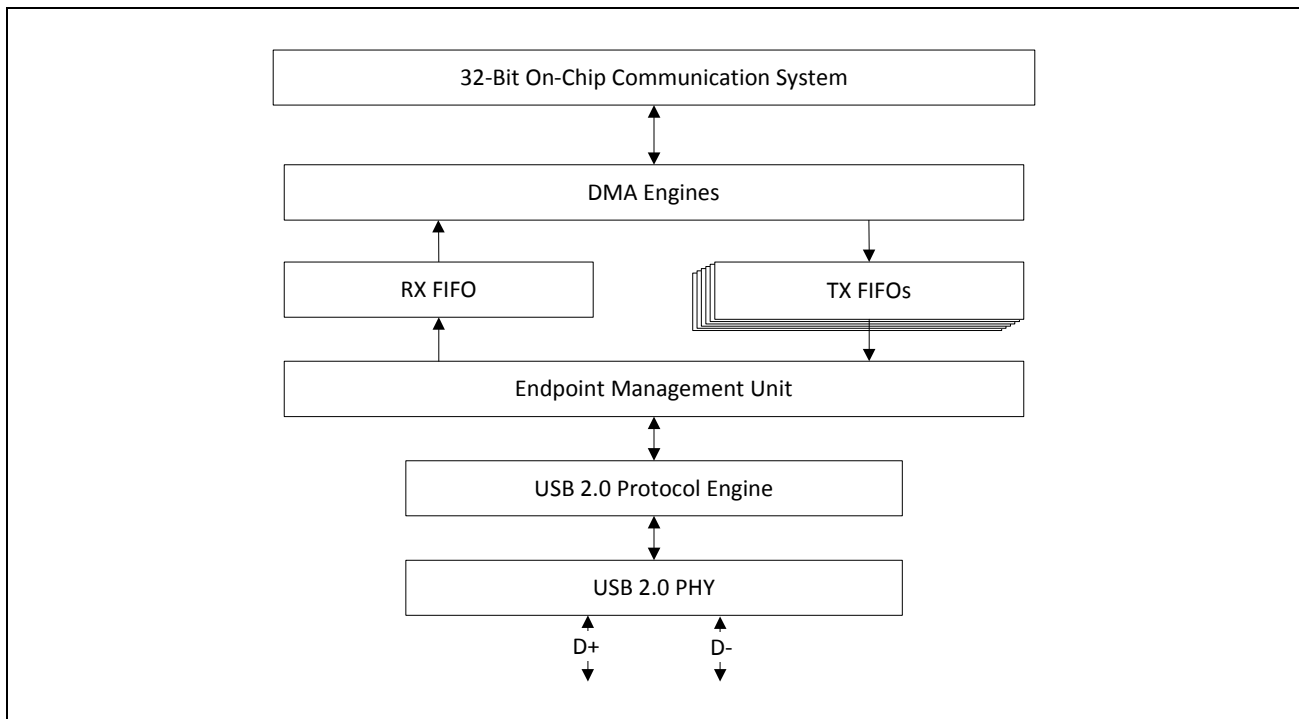 32-Bit On-Chip Communication System
DMA Engines
RX FIFO
TX FIFOs
Endpoint Management Unit
USB 2.0 Protocol Engine
USB 2.0 PHY
D+
D-